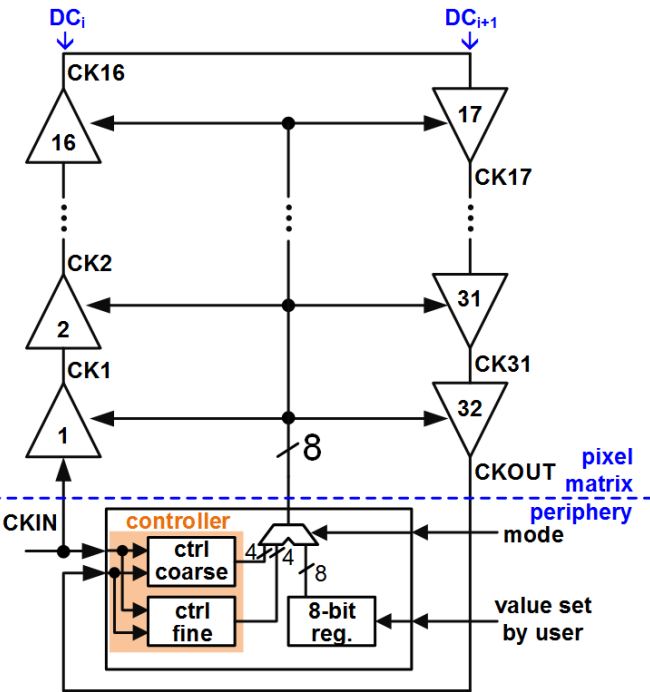 DCi DCi+1
CK16
16 17
CK17
CK2
2 31
CK1 CK31
1 32
8
CKOUT
pixel
matrix
periphery
CKIN
controller
mode
ctrl
coarse
4 4
8
ctrl
fine
8-bit
reg.
value set
by user